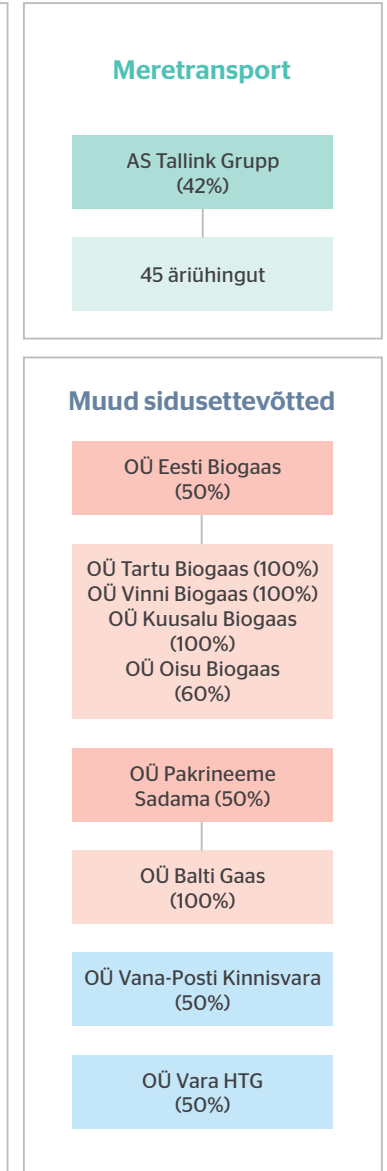 Meretransport
AS Tallink Grupp
(42%)
45 äriühingut
Muud sidusettevõtted
OÜ Eesti Biogaas
(50%)
OÜ Tartu Biogaas (100%)
OÜ Vinni Biogaas (100%)
OÜ Kuusalu Biogaas
(100%)
OÜ Oisu Biogaas
(60%)
OÜ Pakrineeme
Sadama (50%)
OÜ Balti Gaas
(100%)
OÜ Vana-Posti Kinnisvara
(50%)
OÜ Vara HTG
(50%)